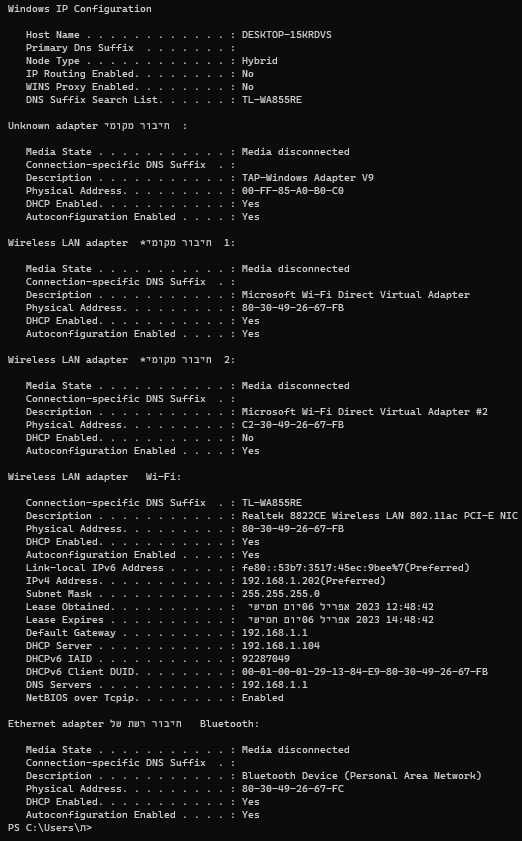 Windows IP Configuration
Host Name . . . . . . . . . . . . : DESKTOP-15KRDVS
Primary Dns Suffix . . . . . . . :
Node Type . . . . . . . . . . . . : Hybrid
IP Routing Enabled. . . . . . . . : No
WINS Proxy Enabled. . . . . . . . : No
DNS Suffix Search List. . . . . . : TL-WA855RE
Unknown adapter חיבור מקומי :
Media State . . . . . . . . . . . : Media disconnected
Connection-specific DNS Suffix . :
Description . . . . . . . . . . . : TAP-Windows Adapter V9
Physical Address. . . . . . . . . : 00-FF-85-A0-B0-C0
DHCP Enabled. . . . . . . . . . . : Yes
Autoconfiguration Enabled . . . . : Yes
Wireless LAN adapter חיבור מקומי* 1:
Media State . . . . . . . . . . . : Media disconnected
Connection-specific DNS Suffix . :
Description . . . . . . . . . . . : Microsoft Wi-Fi Direct Virtual Adapter
Physical Address. . . . . . . . . : 80-30-49-26-67-FB
DHCP Enabled. . . . . . . . . . . : Yes
Autoconfiguration Enabled . . . . : Yes
Wireless LAN adapter חיבור מקומי* 2:
Media State . . . . . . . . . . . : Media disconnected
Connection-specific DNS Suffix . :
Description . . . . . . . . . . . : Microsoft Wi-Fi Direct Virtual Adapter #2
Physical Address. . . . . . . . . : C2-30-49-26-67-FB
DHCP Enabled. . . . . . . . . . . : No
Autoconfiguration Enabled . . . . : Yes
Wireless LAN adapter Wi-Fi:
Connection-specific DNS Suffix . : TL-WA855RE
Description . . . . . . . . . . . : Realtek 8822CE Wireless LAN 802.11ac PCI-E NIC
Physical Address. . . . . . . . . : 80-30-49-26-67-FB
DHCP Enabled. . . . . . . . . . . : Yes
Autoconfiguration Enabled . . . . : Yes
Link-local IPv6 Address . . . . . : fe80::53b7:3517:45ec:9bee%7(Preferred)
IPv4 Address. . . . . . . . . . . : 192.168.1.202(Preferred)
Subnet Mask . . . . . . . . . . . : 255.255.255.0
Lease Obtained. . . . . . . . . . : יום חמישי 06 אפריל 2023 12:48:42
Lease Expires . . . . . . . . . . : יום חמישי 06 אפריל 2023 14:48:42
Default Gateway . . . . . . . . . : 192.168.1.1
DHCP Server . . . . . . . . . . . : 192.168.1.104
DHCPv6 IAID . . . . . . . . . . . : 92287049
DHCPv6 Client DUID. . . . . . . . : 00-01-00-01-29-13-84-E9-80-30-49-26-67-FB
DNS Servers . . . . . . . . . . . : 192.168.1.1
NetBIOS over Tcpip. . . . . . . . : Enabled
Ethernet adapter חיבור רשת של Bluetooth:
Media State . . . . . . . . . . . : Media disconnected
Connection-specific DNS Suffix . :
Description . . . . . . . . . . . : Bluetooth Device (Personal Area Network)
Physical Address. . . . . . . . . : 80-30-49-26-67-FC
DHCP Enabled. . . . . . . . . . . : Yes
Autoconfiguration Enabled . . . . : Yes
PS C:\Users\ח>